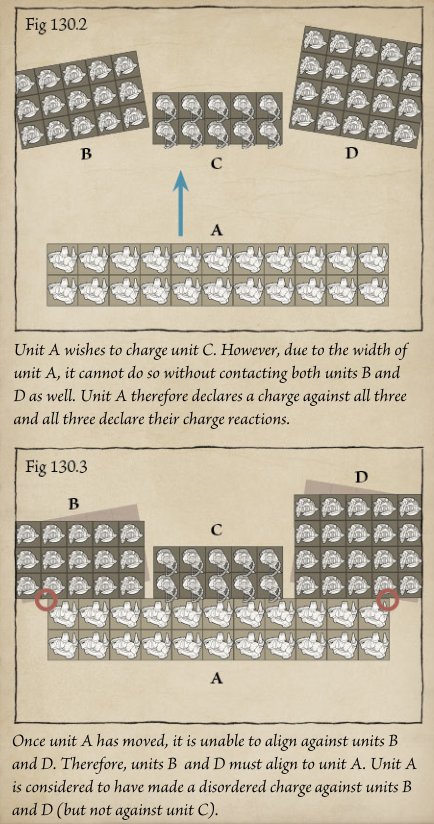 Fig 130.2
B
C
D
A
Unit A wishes to charge unit C. However, due to the width of
unit A, it cannot do so without contacting both units B and
D as well. Unit A therefore declares a charge against all three
and all three declare their charge reactions.
Fig 130.3
D
B
C
A
Once unit A has moved, it is unable to align against units B
and D. Therefore, units B and D must align to unit A. Unit A
is considered to have made a disordered charge against units B
and D (but not against unit C).